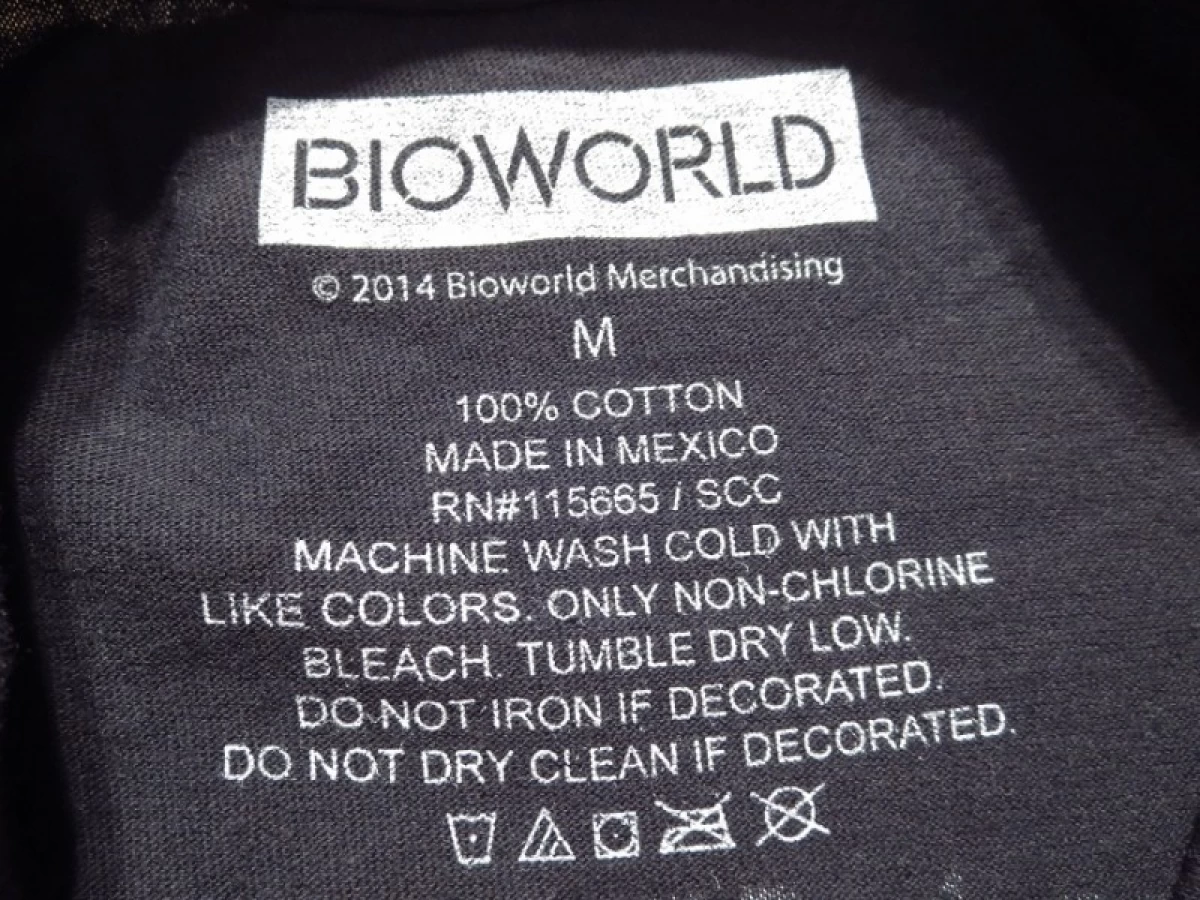 BIOWORLD
© 2014 Bioworld Merchandising
M
100% COTTON
MADE IN MEXICO
RN#115665 / SCC
MACHINE WASH COLD WITH
LIKE COLORS. ONLY NON-CHLORINE
BLEACH. TUMBLE DRY LOW.
DO NOT IRON IF DECORATED.
DO NOT DRY CLEAN IF DECORATED.